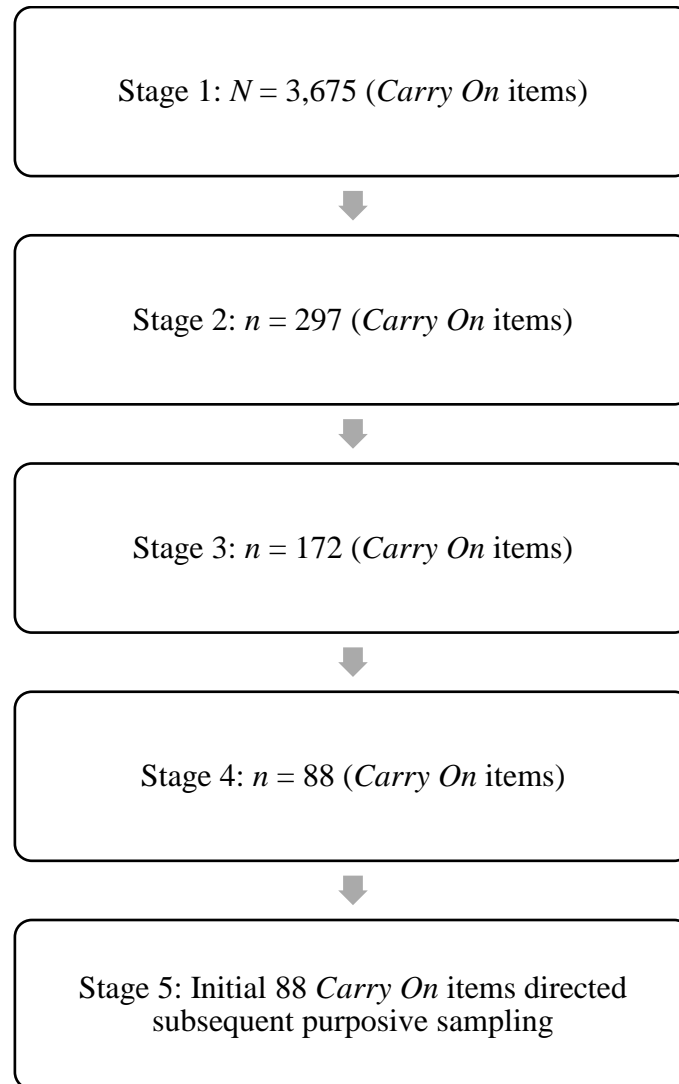 Stage 1: N = 3,675 (Carry On items)
Stage 2: n = 297 (Carry On items)
Stage 3: n = 172 (Carry On items)
Stage 4: n = 88 (Carry On items)
Stage 5: Initial 88 Carry On items directed
subsequent purposive sampling